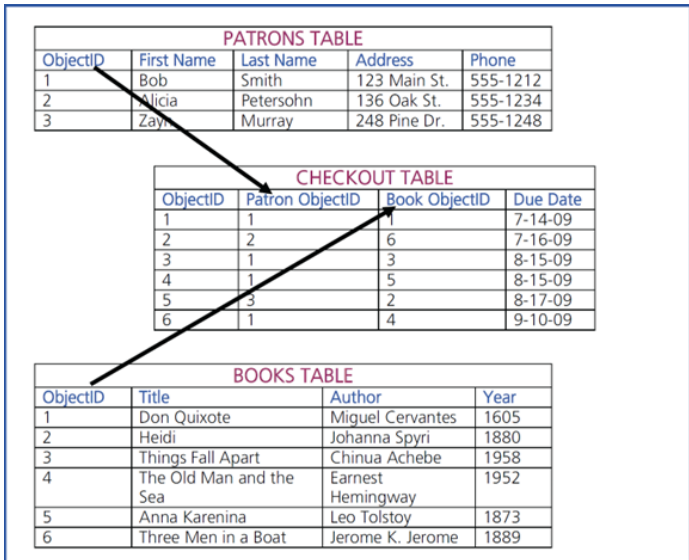 PATRONS TABLE
ObjectID First Name Last Name Address Phone
1 Bob Smith 123 Main St. 555-1212
2 Alicia Petersohn 136 Oak St. 555-1234
3 Zayn Murray 248 Pine Dr. 555-1248
CHECKOUT TABLE
ObjectID Patron ObjectID Book ObjectID Due Date
1 1 1 7-14-09
2 2 6 7-16-09
3 1 3 8-15-09
4 1 5 8-15-09
5 3 2 8-17-09
6 1 4 9-10-09
BOOKS TABLE
ObjectID Title Author Year
1 Don Quixote Miguel Cervantes 1605
2 Heidi Johanna Spyri 1880
3 Things Fall Apart Chinua Achebe 1958
4 The Old Man and the Earnest 1952
Sea Hemingway
5 Anna Karenina Leo Tolstoy 1873
6 Three Men in a Boat Jerome K. Jerome 1889